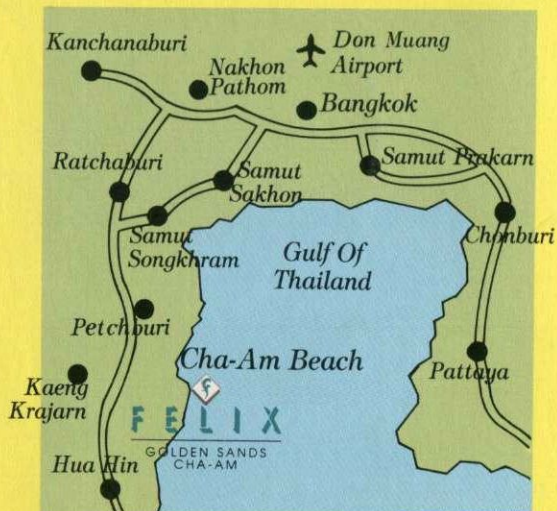 Kanchanaburi
Don Muang
Airport
Nakhon
Pathom
Bangkok
Ratchaburi
Samut
Sakhon
Samut Prakarn
Samut
Songkhram
Chonburi
Gulf Of
Thailand
Petchburi
Cha-Am Beach
Pattaya
Kaeng
Krajarn
FELIX
GOLDEN SANDS
CHA-AM
Hua Hin